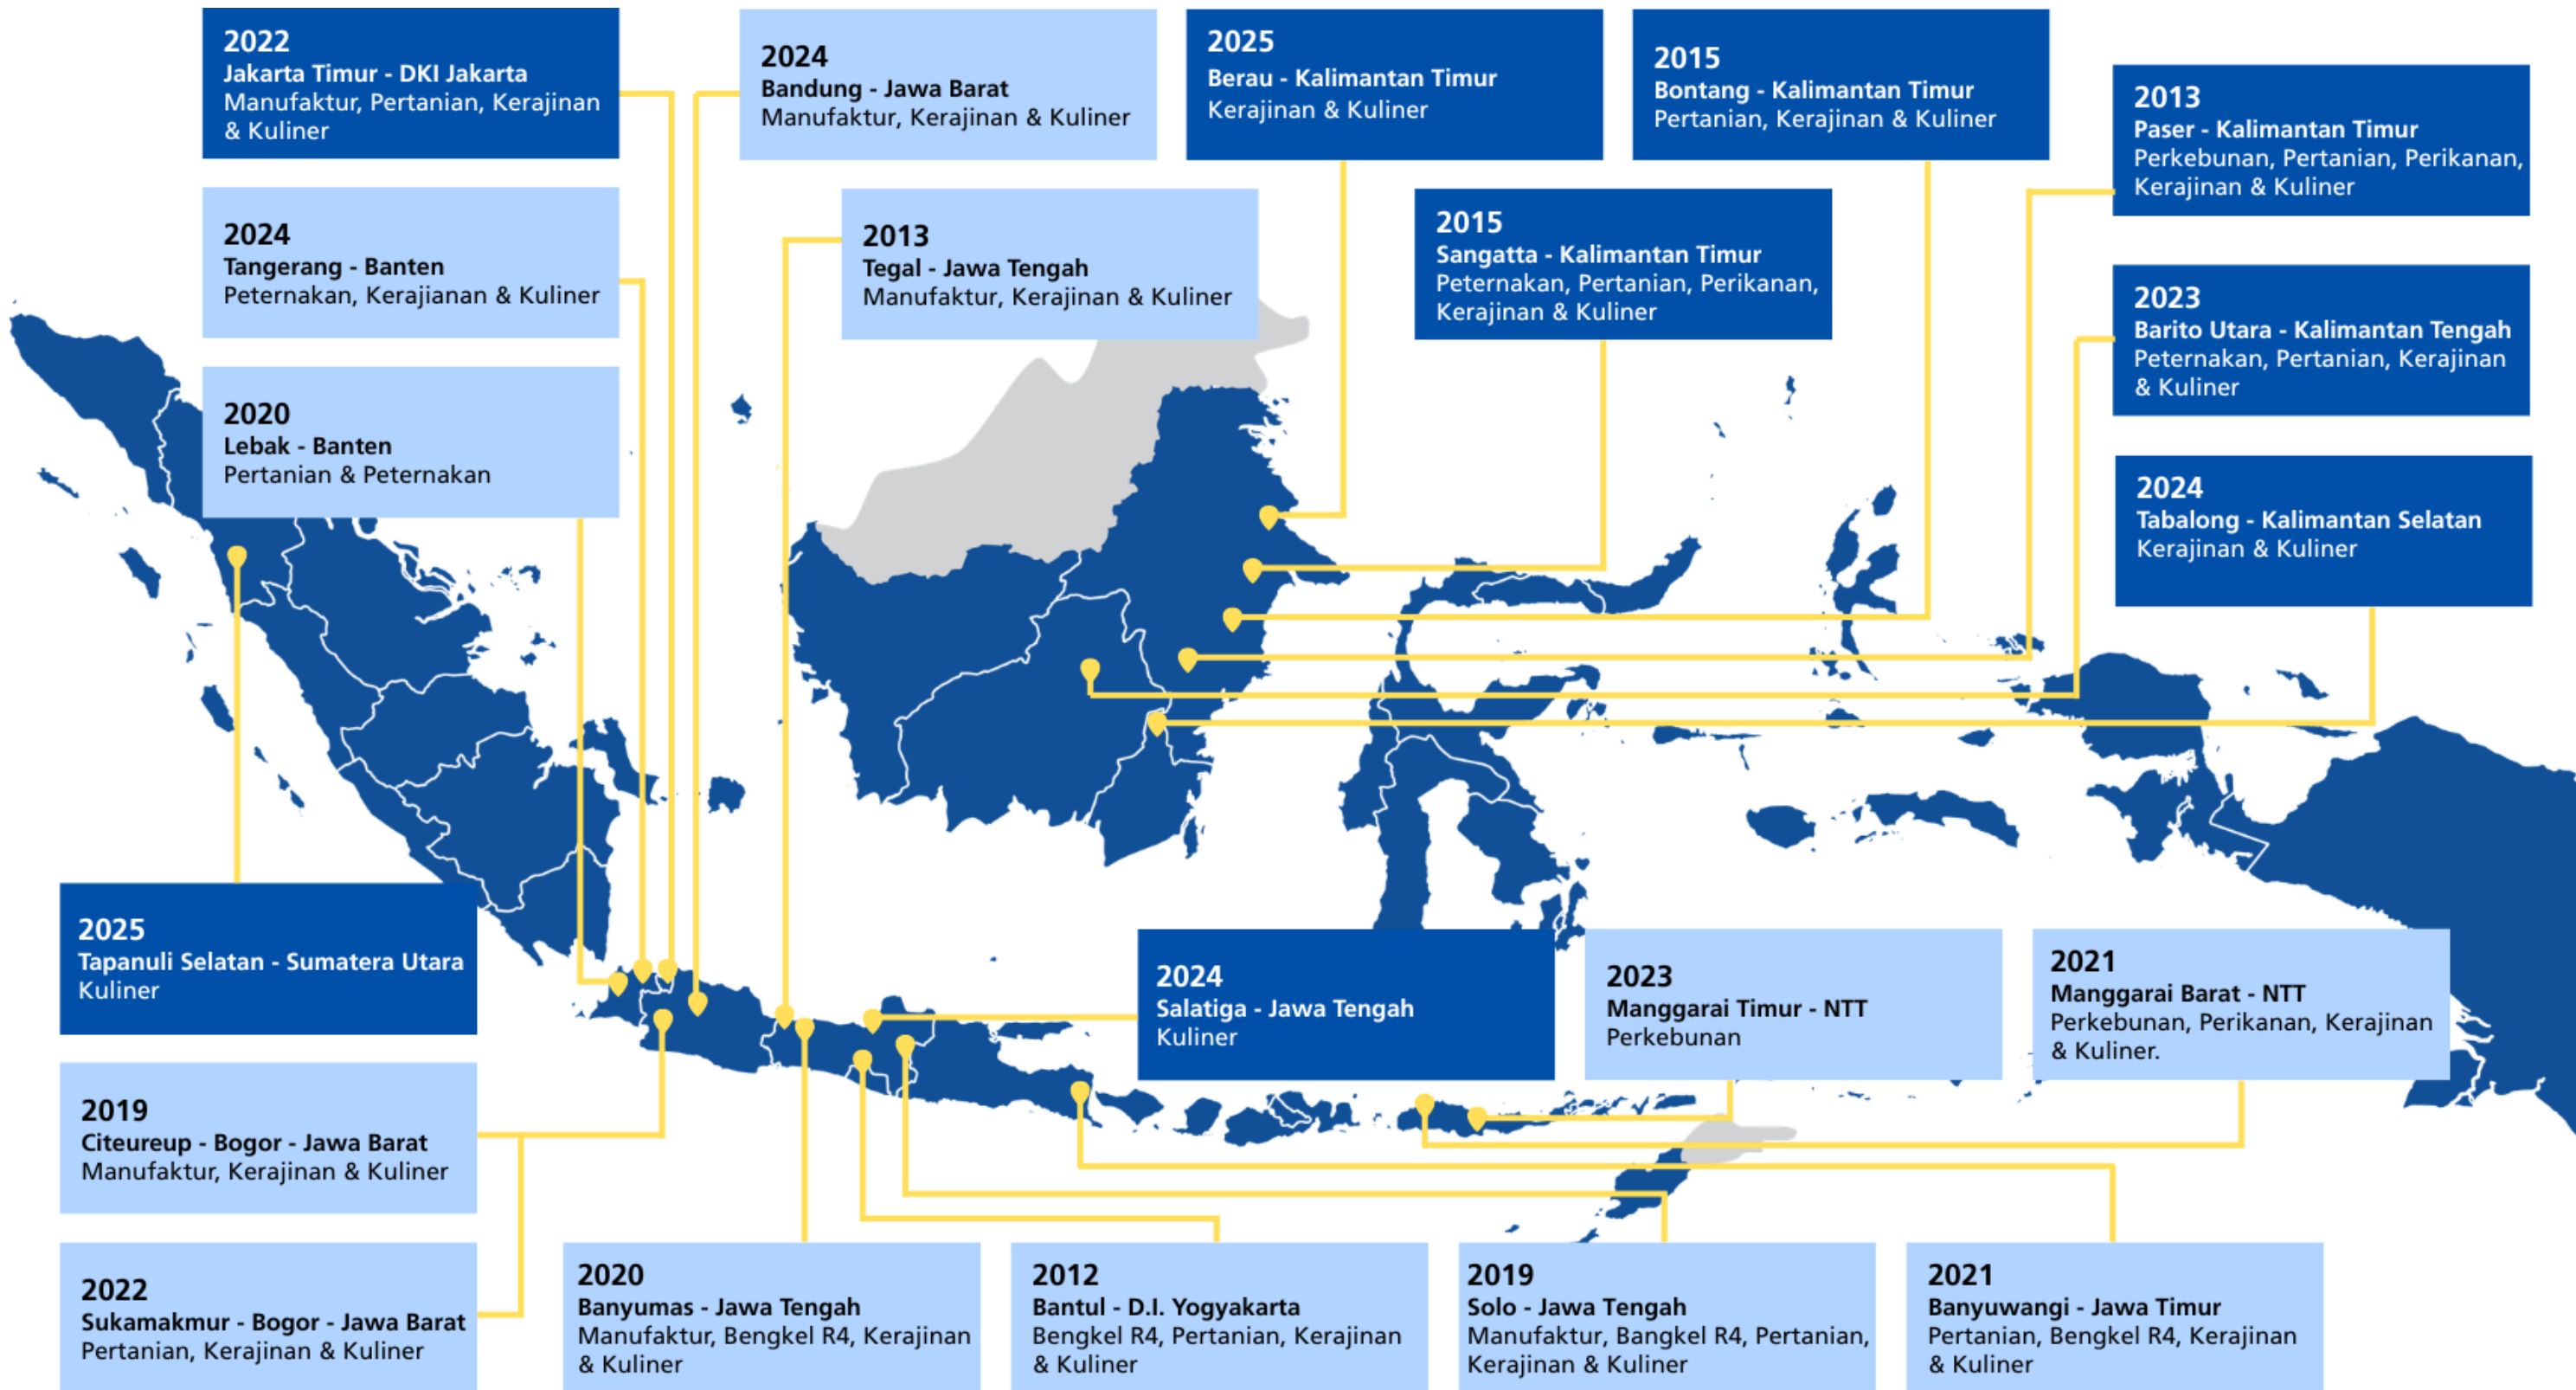 2022
Jakarta Timur - DKI Jakarta
Manufaktur, Pertanian, Kerajinan
& Kuliner
2024
Bandung - Jawa Barat
Manufaktur, Kerajinan & Kuliner
2025
Berau - Kalimantan Timur
Kerajinan & Kuliner
2015
Bontang - Kalimantan Timur
Pertanian, Kerajinan & Kuliner
2013
Paser - Kalimantan Timur
Perkebunan, Pertanian, Perikanan,
Kerajinan & Kuliner
2024
Tangerang - Banten
Peternakan, Kerajianan & Kuliner
2013
Tegal - Jawa Tengah
Manufaktur, Kerajinan & Kuliner
2015
Sangatta - Kalimantan Timur
Peternakan, Pertanian, Perikanan,
Kerajinan & Kuliner
2023
Barito Utara - Kalimantan Tengah
Peternakan, Pertanian, Kerajinan
& Kuliner
2020
Lebak - Banten
Pertanian & Peternakan
2024
Tabalong - Kalimantan Selatan
Kerajinan & Kuliner
2025
Tapanuli Selatan - Sumatera Utara
Kuliner
2024
Salatiga - Jawa Tengah
Kuliner
2023
Manggarai Timur - NTT
Perkebunan
2021
Manggarai Barat - NTT
Perkebunan, Perikanan, Kerajinan
& Kuliner.
2019
Citeureup - Bogor - Jawa Barat
Manufaktur, Kerajinan & Kuliner
2022
Sukamakmur - Bogor - Jawa Barat
Pertanian, Kerajinan & Kuliner
2020
Banyumas - Jawa Tengah
Manufaktur, Bengkel R4, Kerajinan
& Kuliner
2012
Bantul - D.I. Yogyakarta
Bengkel R4, Pertanian, Kerajinan
& Kuliner
2019
Solo - Jawa Tengah
Manufaktur, Bangkel R4, Pertanian,
Kerajinan & Kuliner
2021
Banyuwangi - Jawa Timur
Pertanian, Bengkel R4, Kerajinan
& Kuliner